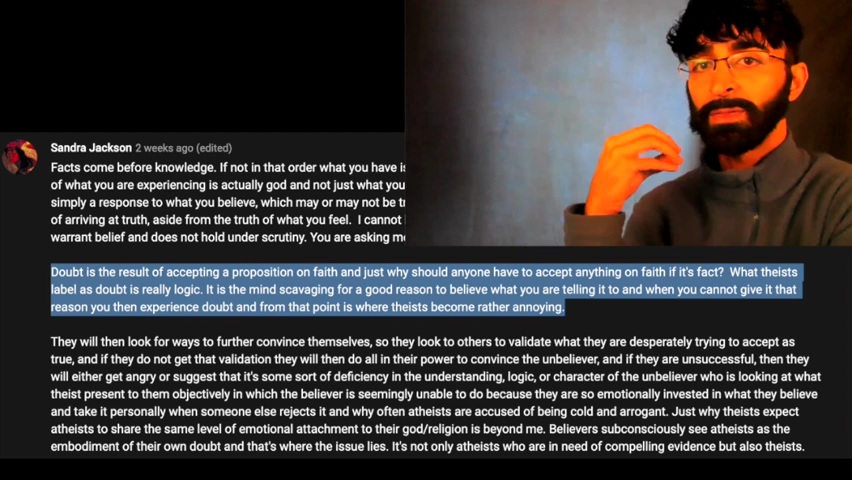 Sandra Jackson 2 weeks ago (edited)
Facts come before knowledge. If not in that order what you have is
of what you are experiencing is actually god and not just what you
simply a response to what you believe, which may or may not be
of arriving at truth, aside from the truth of what you feel. I cannot
warrant belief and does not hold under scrutiny. You are asking
Doubt is the result of accepting a proposition on faith and just why should anyone have to accept anything on faith if it's fact? What theists
label as doubt is really logic. It is the mind scavaging for a good reason to believe what you are telling it to and when you cannot give it that
reason you then experience doubt and from that point is where theists become rather annoying.
They will then look for ways to further convince themselves, so they look to others to validate what they are desperately trying to accept as
true, and if they do not get that validation they will then do all in their power to convince the unbeliever, and if they are unsuccessful, then they
will either get angry or suggest that it's some sort of deficiency in the understanding, logic, or character of the unbeliever who is looking at what
theist present to them objectively in which the believer is seemingly unable to do because they are so emotionally invested in what they believe
and take it personally when someone else rejects it and why often atheists are accused of being cold and arrogant. Just why theists expect
atheists to share the same level of emotional attachment to their god/religion is beyond me. Believers subconsciously see atheists as the
embodiment of their own doubt and that's where the issue lies. It's not only atheists who are in need of compelling evidence but also theists.